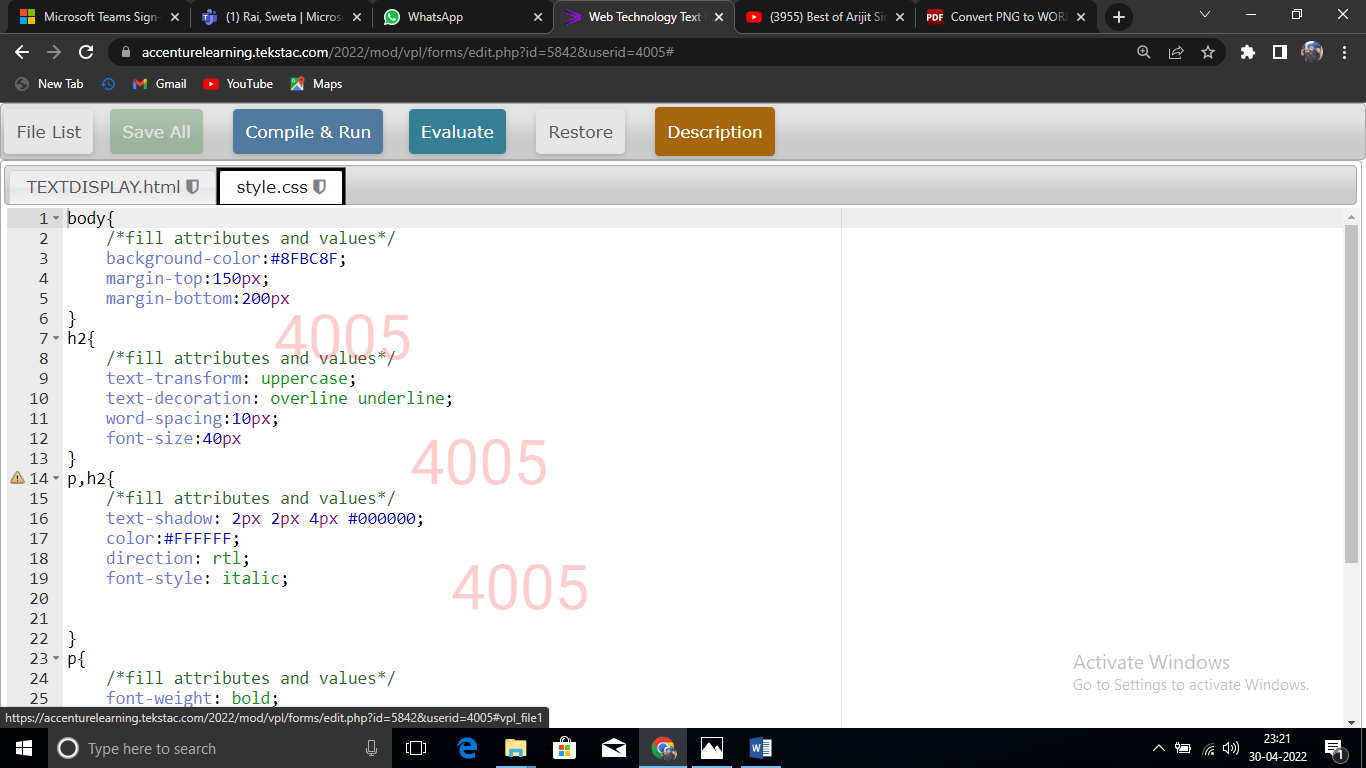 Microsoft Teams Sign-
(1) Rai, Sweta | Micros
WhatsApp
Web Technology Text
(3955) Best of Arijit Si
PDF Convert PNG to WOR
accenturelearning.tekstac.com/2022/mod/vpl/forms/edit.php?id=5842&userid=4005#
New Tab Gmail YouTube Maps
File List Save All Compile & Run Evaluate Restore Description
TEXTDISPLAY.html style.css
1 body{
2 /*fill attributes and values*/
3 background-color:#8FBC8F;
4 margin-top:150px;
5 margin-bottom:200px
6 }
7 h2{
8 /*fill attributes and values*/
9 text-transform: uppercase;
10 text-decoration: overline underline;
11 word-spacing:10px;
12 font-size:40px
13 }
14 p,h2{
15 /*fill attributes and values*/
16 text-shadow: 2px 2px 4px #000000;
17 color:#FFFFFF;
18 direction: rtl;
19 font-style: italic;
20
21
22 }
23 p{
24 /*fill attributes and values*/
25 font-weight: bold;
4005
4005
4005
Activate Windows
Go to Settings to activate Windows.
https://accenturelearning.tekstac.com/2022/mod/vpl/forms/edit.php?id=5842&userid=4005#vpl_file1
Type here to search
23:21
30-04-2022
1